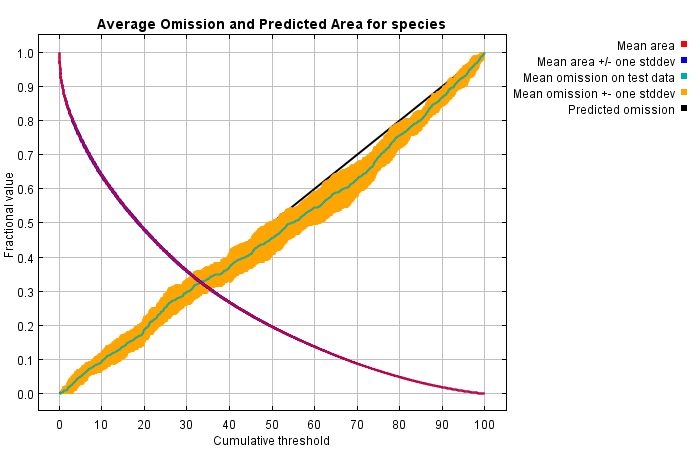 Average Omission and Predicted Area for species
Mean area
Mean area +/- one stddev
Mean omission on test data
Mean omission +- one stddev
Predicted omission
Fractional value
1.0
0.9
0.8
0.7
0.6
0.5
0.4
0.3
0.2
0.1
0.0
0 10 20 30 40 50 60 70 80 90 100
Cumulative threshold